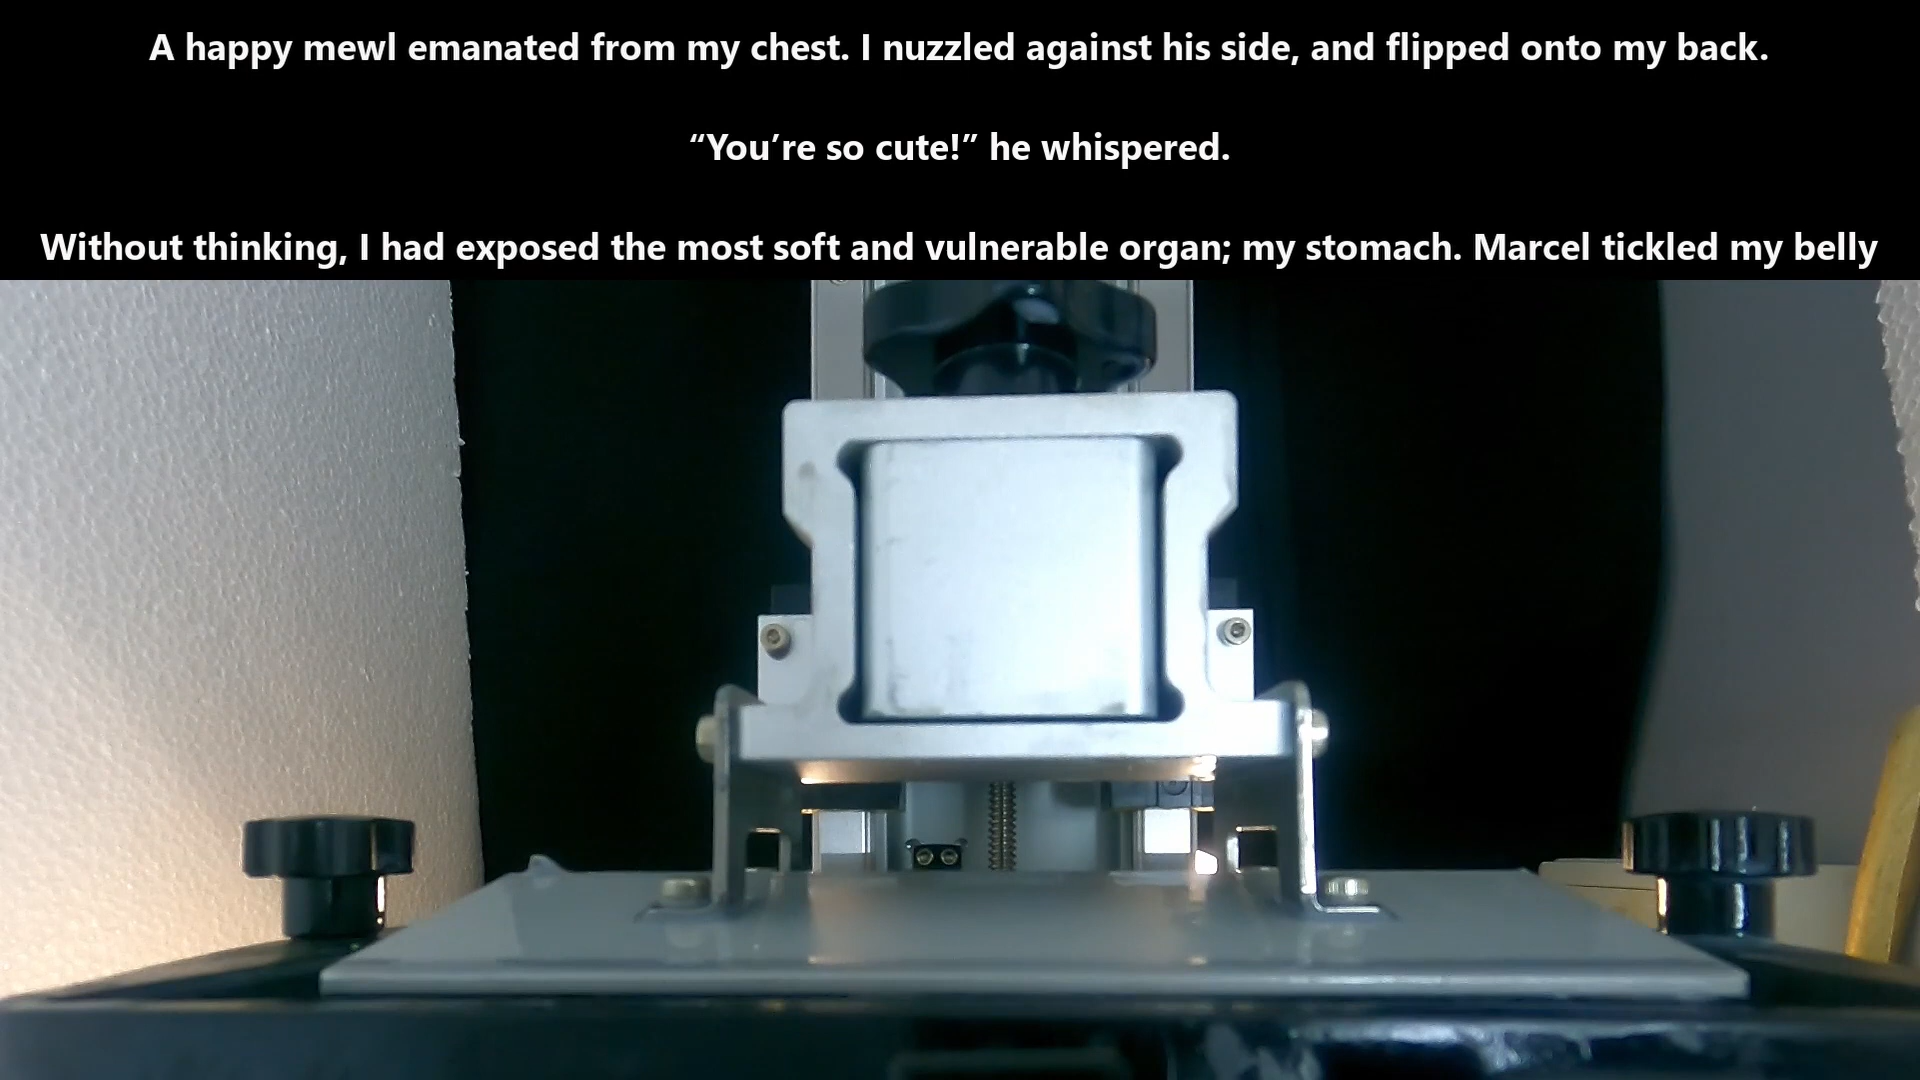 A happy mewl emanated from my chest. I nuzzled against his side, and flipped onto my back.
“You’re so cute!” he whispered.
Without thinking, I had exposed the most soft and vulnerable organ; my stomach. Marcel tickled my belly